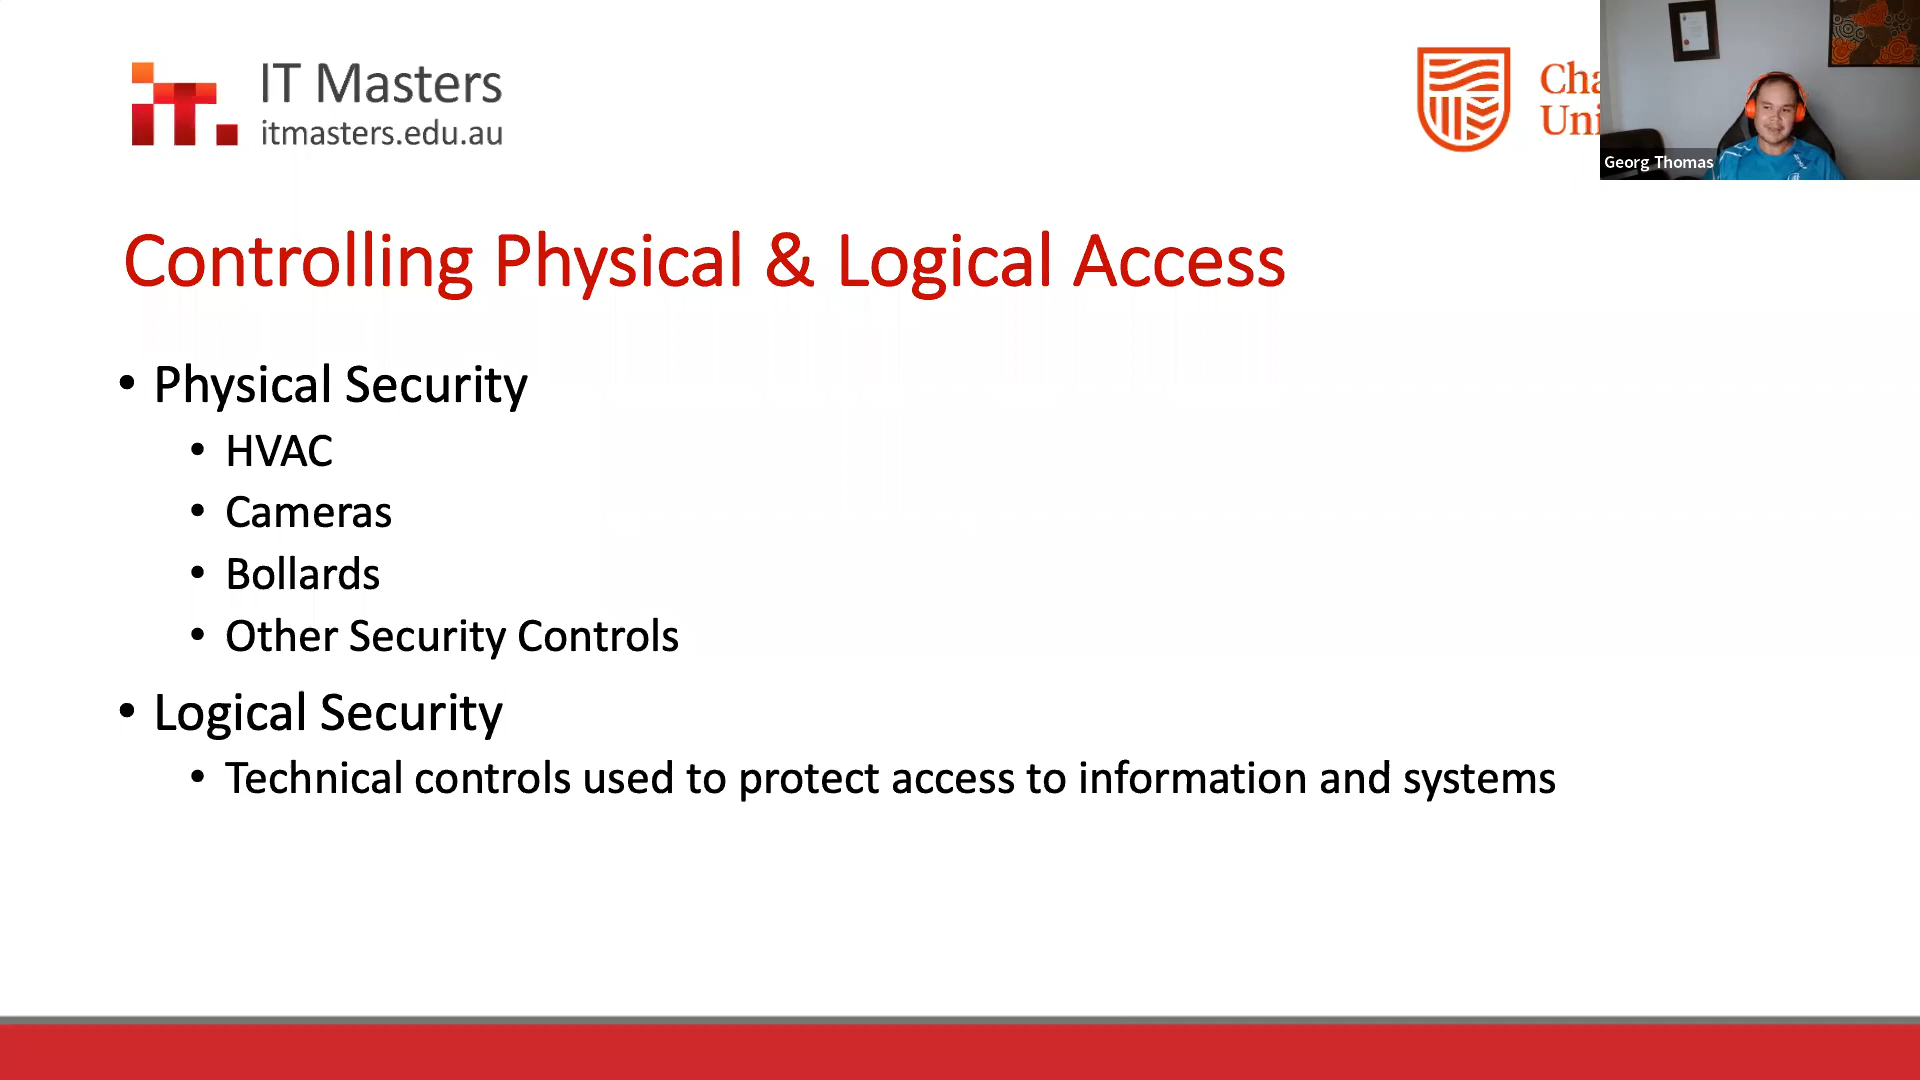 IT Masters
itmasters.edu.au
Georg Thomas
Controlling Physical & Logical Access
• Physical Security
• HVAC
• Cameras
• Bollards
• Other Security Controls
• Logical Security
• Technical controls used to protect access to information and systems